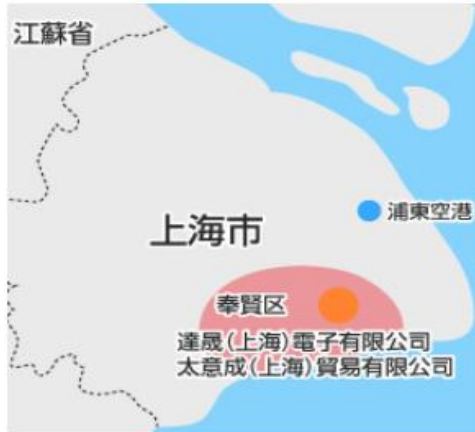 江蘇省
浦東空港
上海市
奉賢区
達晟(上海)電子有限公司
太意成(上海)貿易有限公司